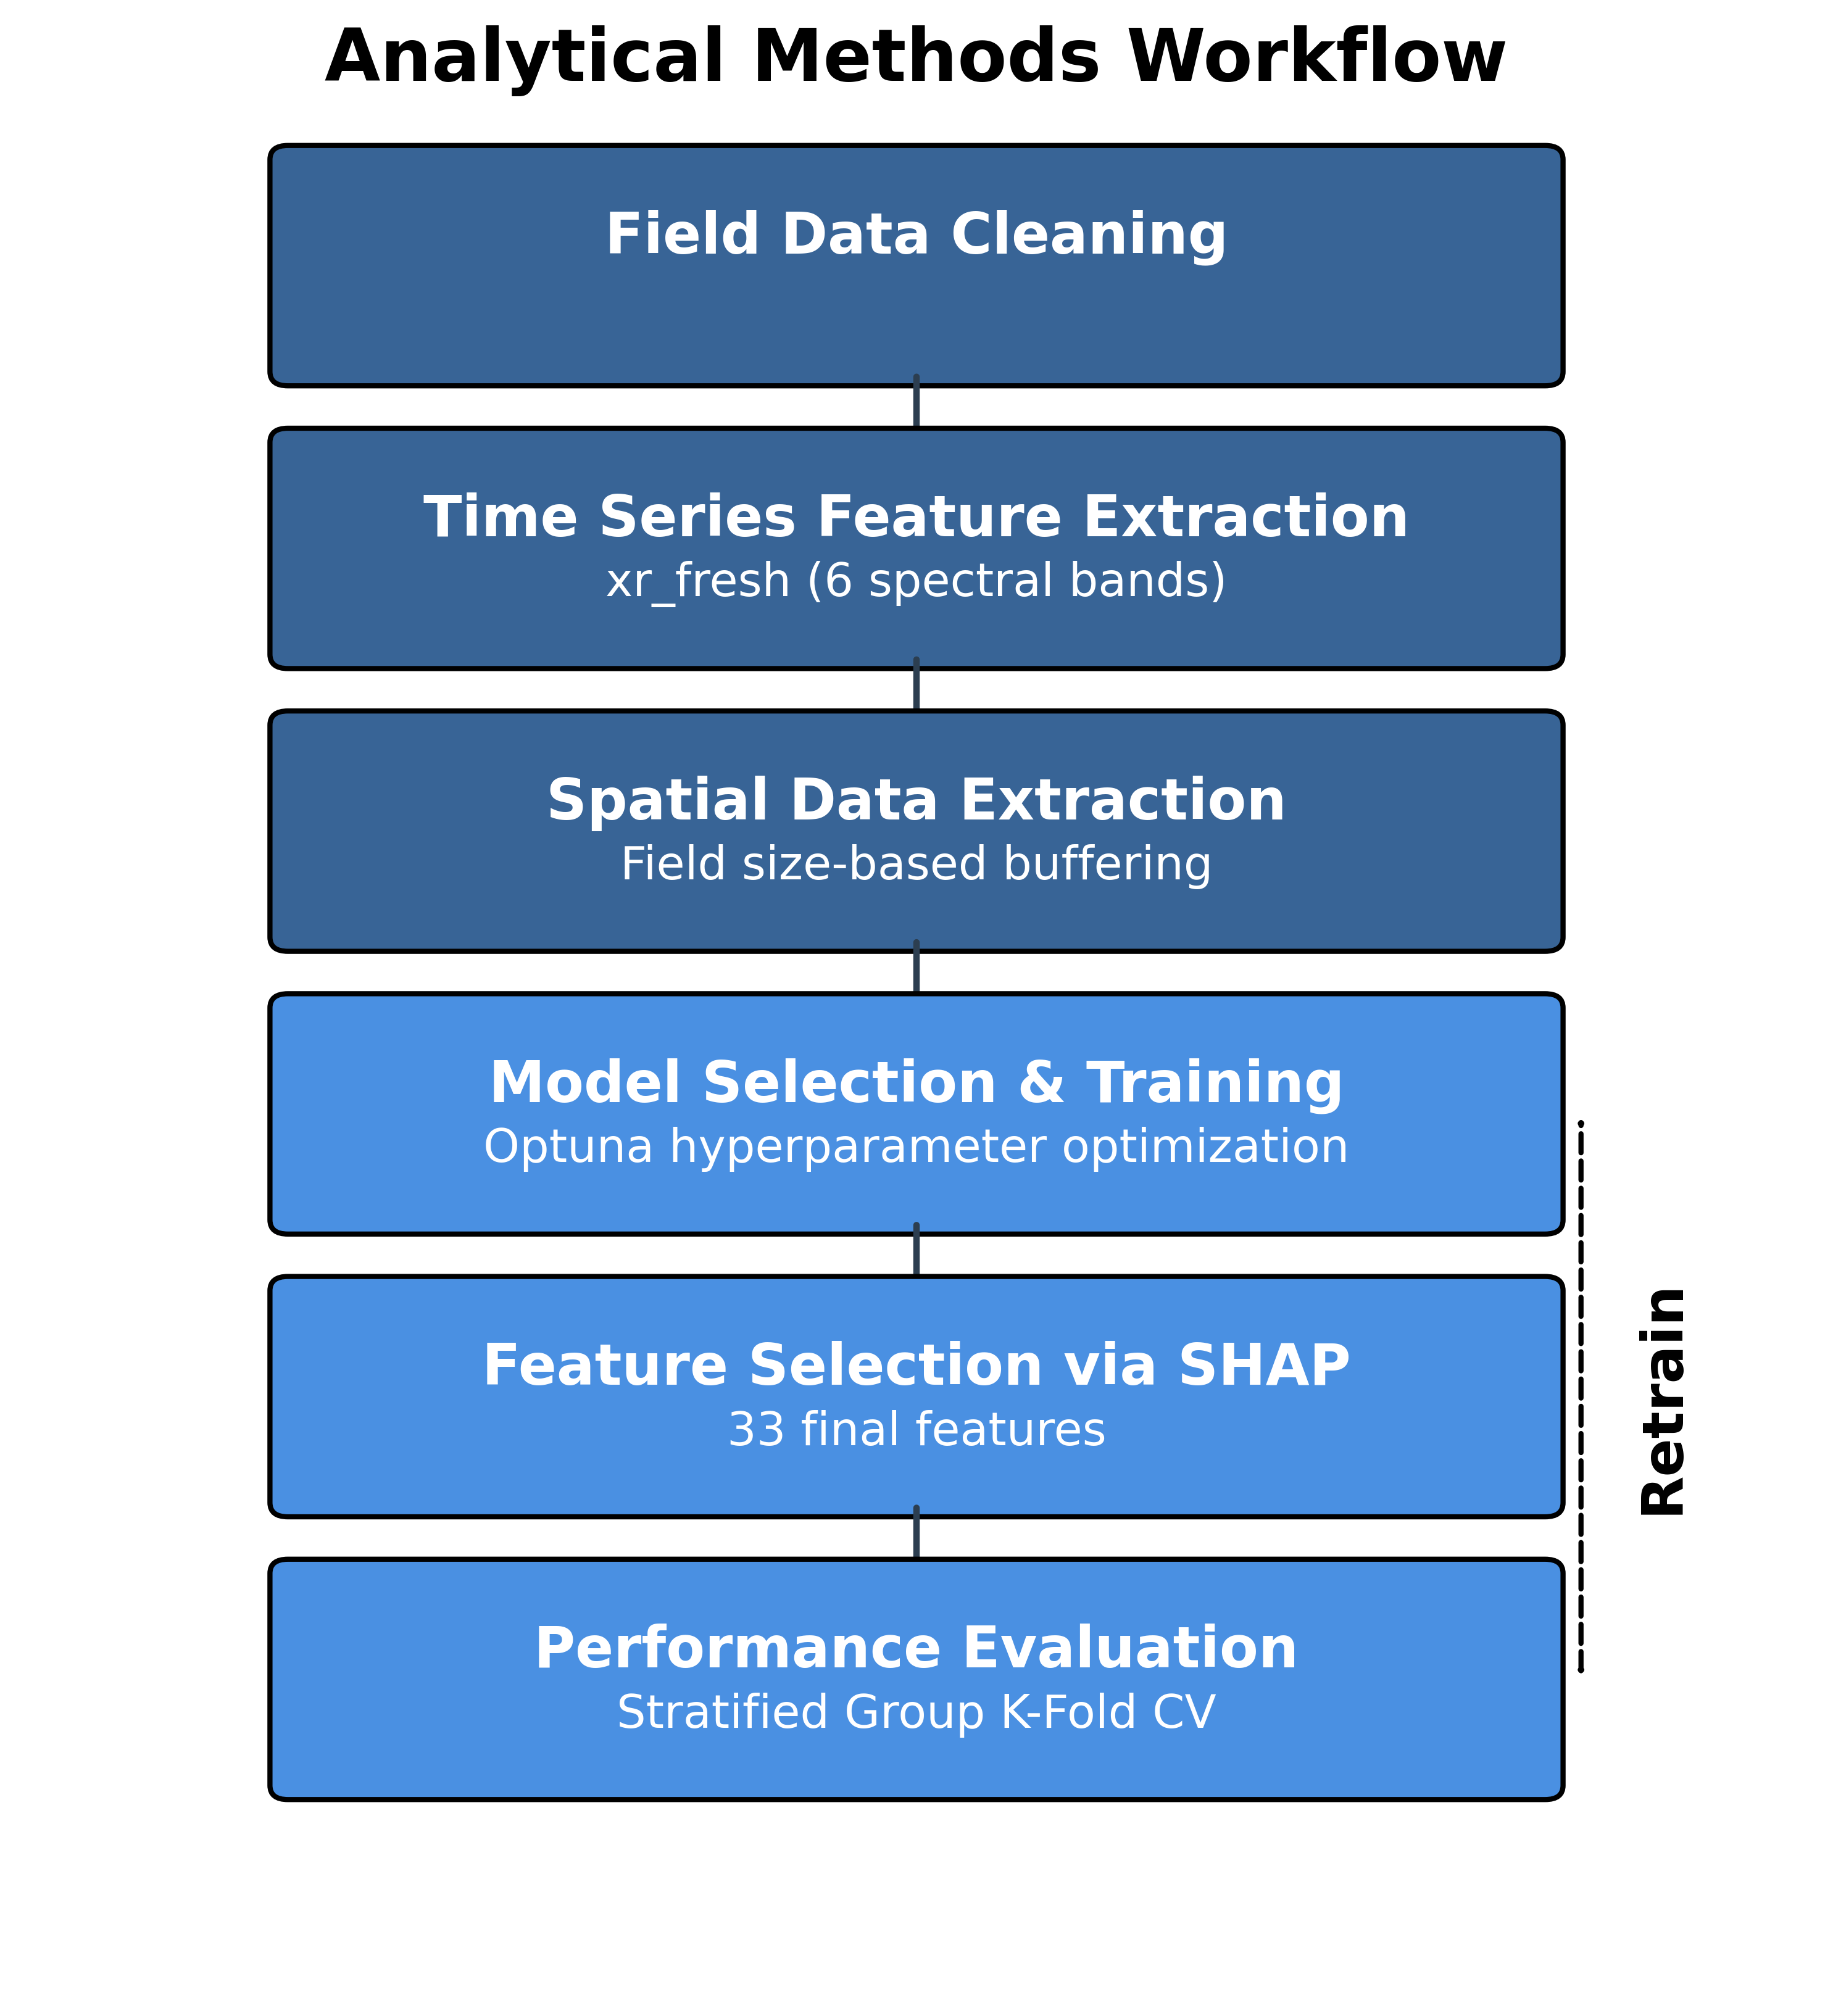 Analytical Methods Workflow
Field Data Cleaning
Time Series Feature Extraction
xr_fresh (6 spectral bands)
Spatial Data Extraction
Field size-based buffering
Model Selection & Training
Optuna hyperparameter optimization
Feature Selection via SHAP
33 final features
Retrain
Performance Evaluation
Stratified Group K-Fold CV